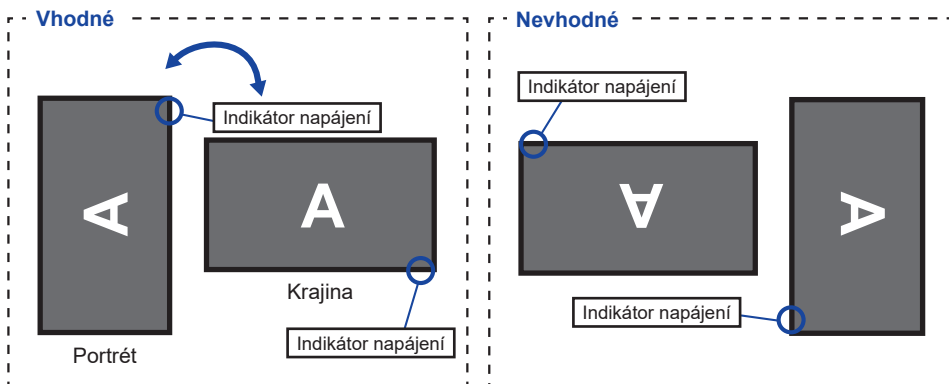 Vhodné
Indikátor napájení
A
A
Krajina
Indikátor napájení
Portrét
Nevhodné
Indikátor napájení
A
A
Indikátor napájení